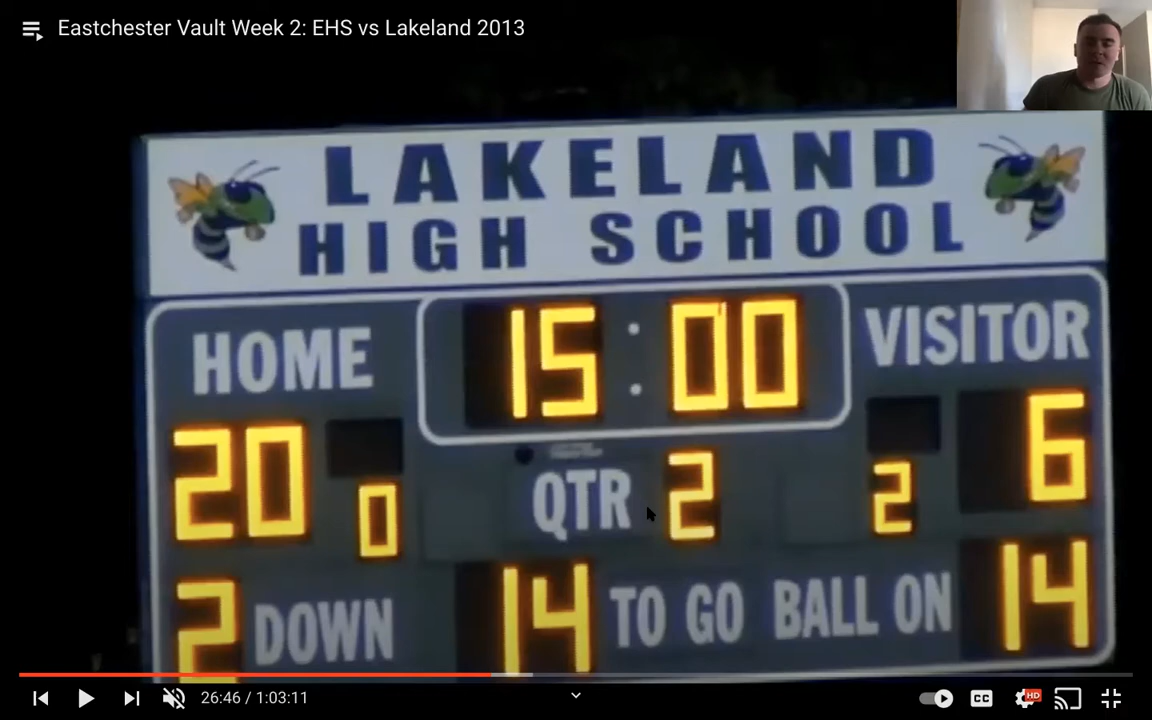 Eastchester Vault Week 2: EHS vs Lakeland 2013
LAKELAND
HIGH SCHOOL
HOME 15:00 VISITOR
20 0 QTR 2 2 6
2 DOWN 14 TO GO BALL ON 14
26:46 / 1:03:11
CC
HD